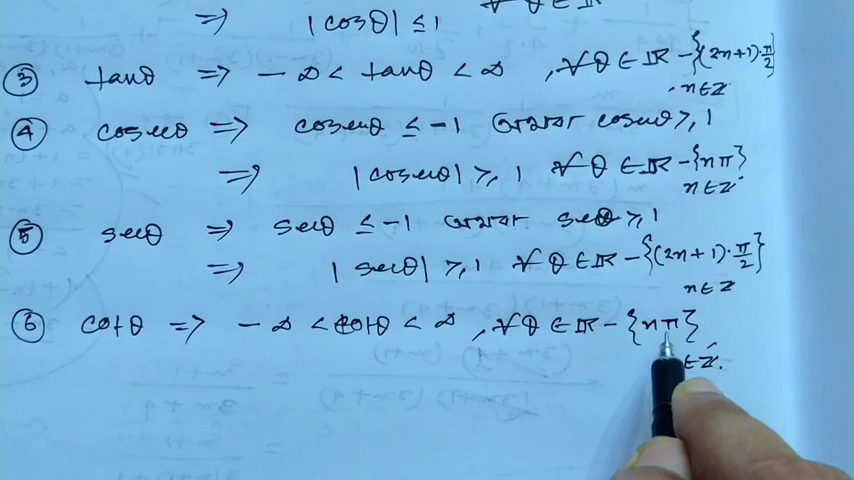 ⇒ |cosθ| ≤ 1 ∀ θ ∈ ℝ
③ tanθ ⇒ -∞ < tanθ < ∞ , ∀ θ ∈ ℝ - {(2n+1)·π/2}
, n ∈ ℤ
④ cosecθ ⇒ cosecθ ≤ -1 অথবা cosecθ ≥ 1
⇒ |cosecθ| ≥ 1 ∀ θ ∈ ℝ - {nπ}
n ∈ ℤ
⑤ secθ ⇒ secθ ≤ -1 অথবা secθ ≥ 1
⇒ |secθ| ≥ 1 ∀ θ ∈ ℝ - {(2n+1)·π/2}
n ∈ ℤ
⑥ cotθ ⇒ -∞ < cotθ < ∞ , ∀ θ ∈ ℝ - {nπ}
∈ ℤ.